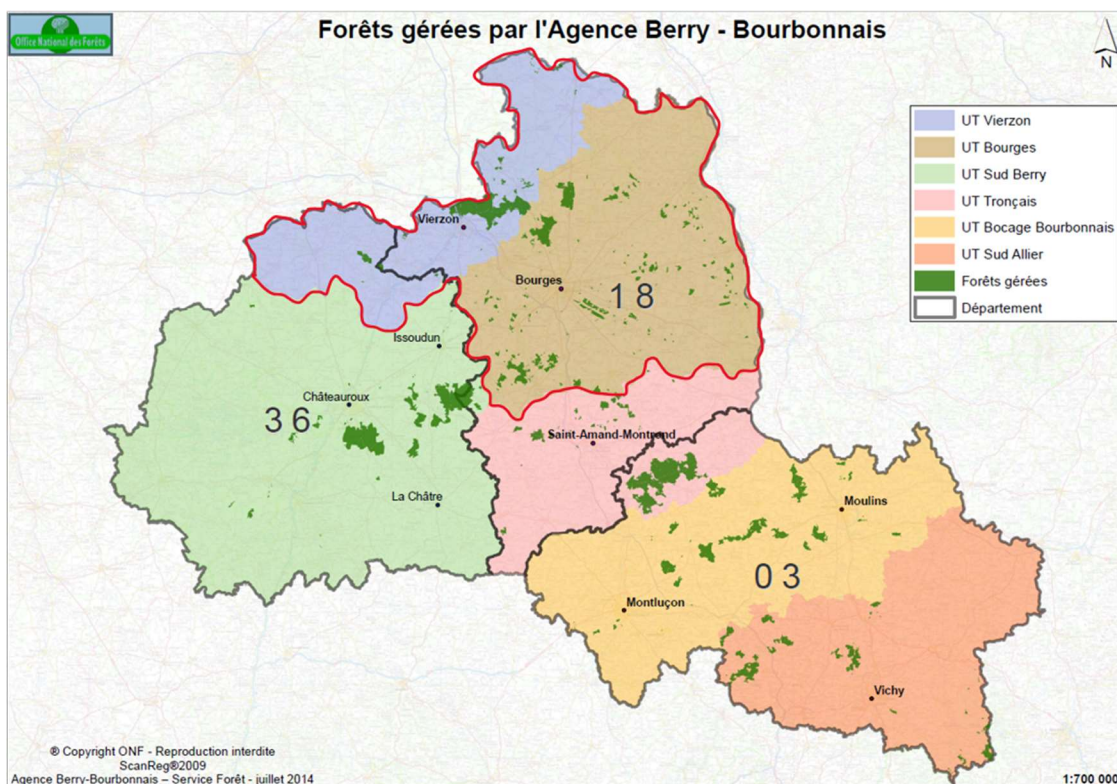 Office National des Forêts
Forêts gérées par l'Agence Berry - Bourbonnais
N
UT Vierzon
UT Bourges
UT Sud Berry
UT Tronçais
UT Bocage Bourbonnais
UT Sud Allier
Forêts gérées
Département
Vierzon
Bourges
18
Issoudun
Châteauroux
36
Saint-Amand-Montrond
La Châtre
Moulins
03
Montluçon
Vichy
® Copyright ONF - Reproduction interdite
ScanReg®2009
Agence Berry-Bourbonnais – Service Forêt - juillet 2014
1:700 000